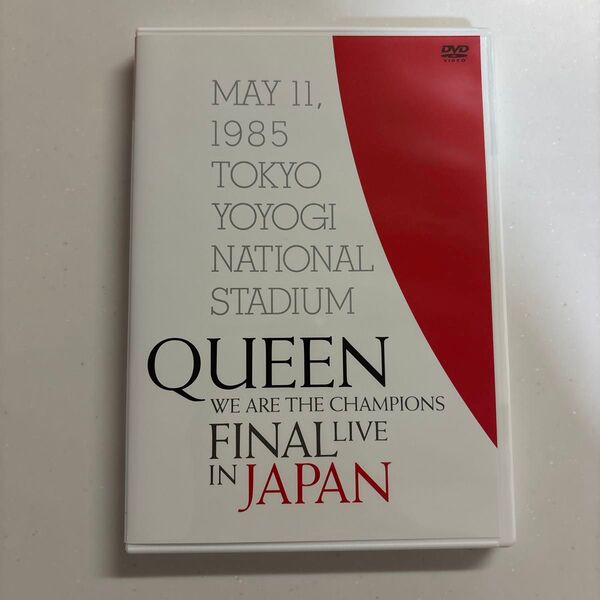 DVD
VIDEO
MAY 11,
1985
TOKYO
YOYOGI
NATIONAL
STADIUM
QUEEN
WE ARE THE CHAMPIONS
FINAL LIVE
IN JAPAN